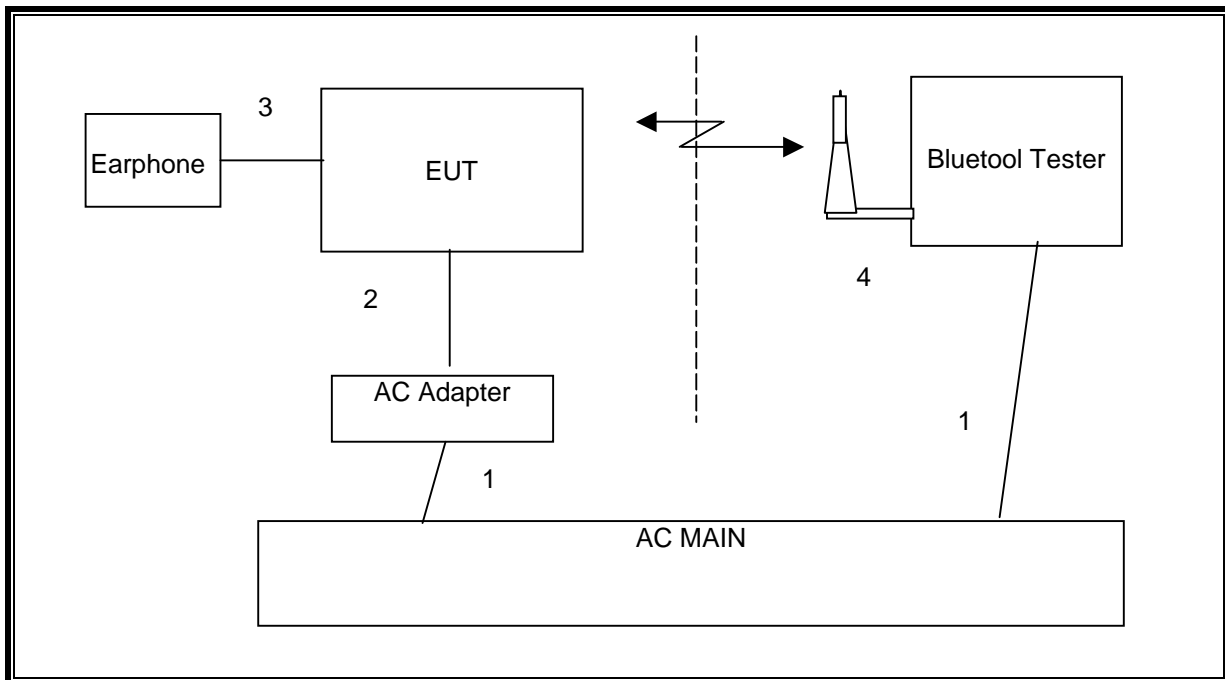 3
Earphone
EUT
Bluetool Tester
2
4
AC Adapter
1
1
AC MAIN